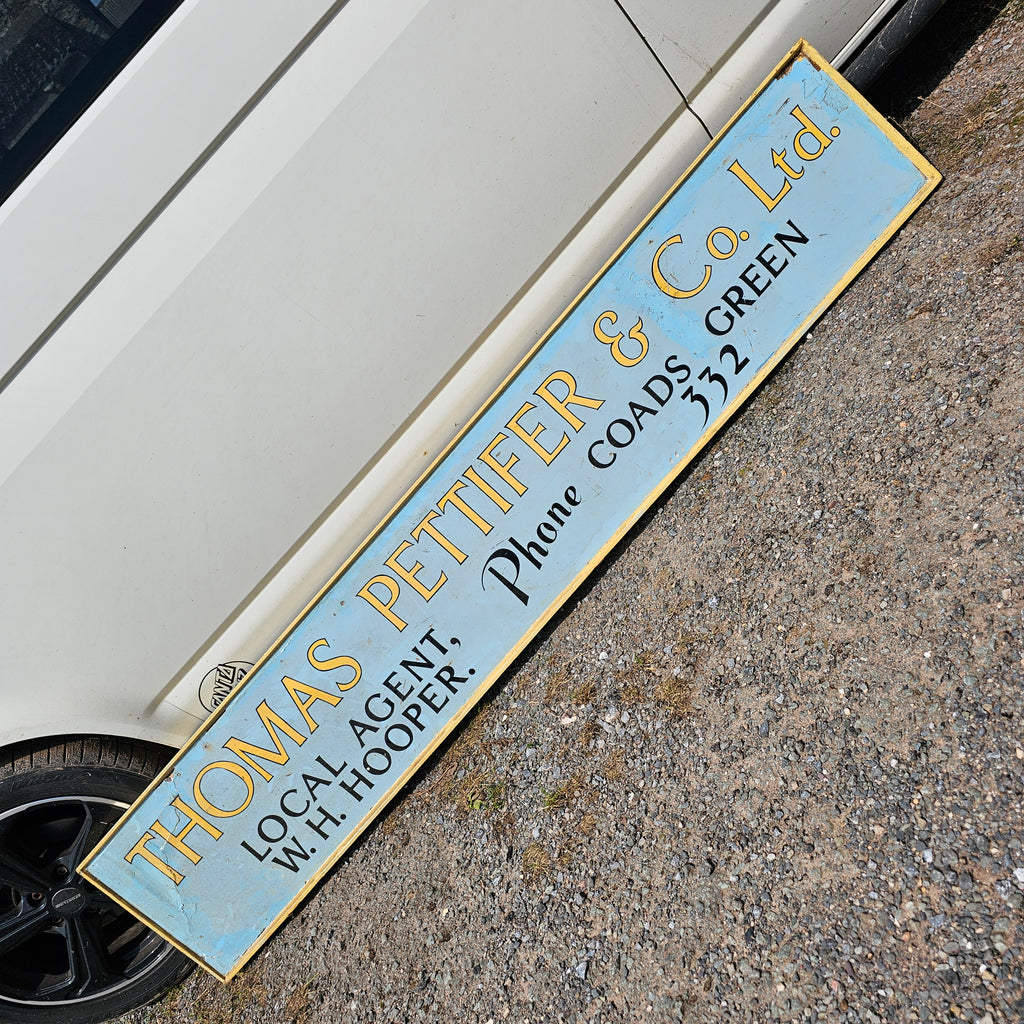 THOMAS PETTIFER & Co. Ltd.
LOCAL AGENT,
W. H. HOOPER.
Phone COADS GREEN
332